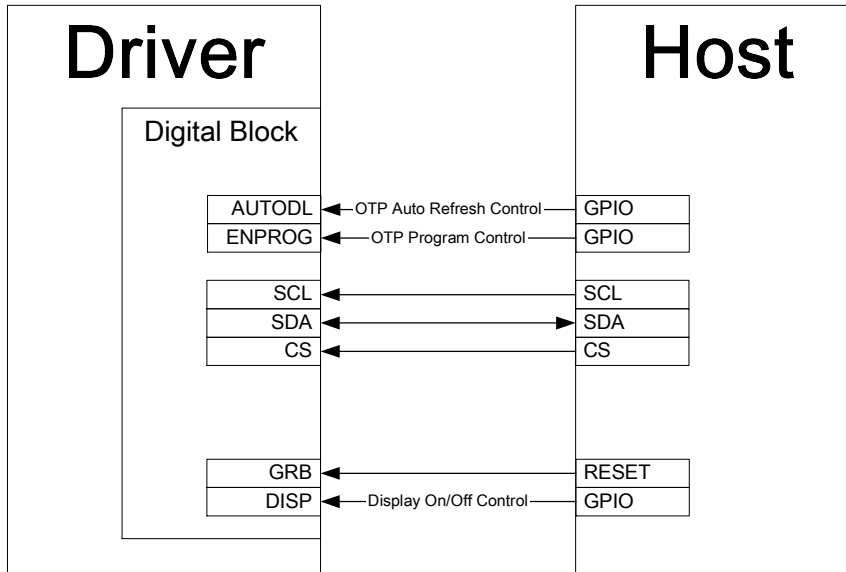 Driver
Host
Digital Block
AUTODL OTP Auto Refresh Control GPIO
ENPROG OTP Program Control GPIO
SCL SCL
SDA SDA
CS CS
GRB RESET
DISP Display On/Off Control GPIO